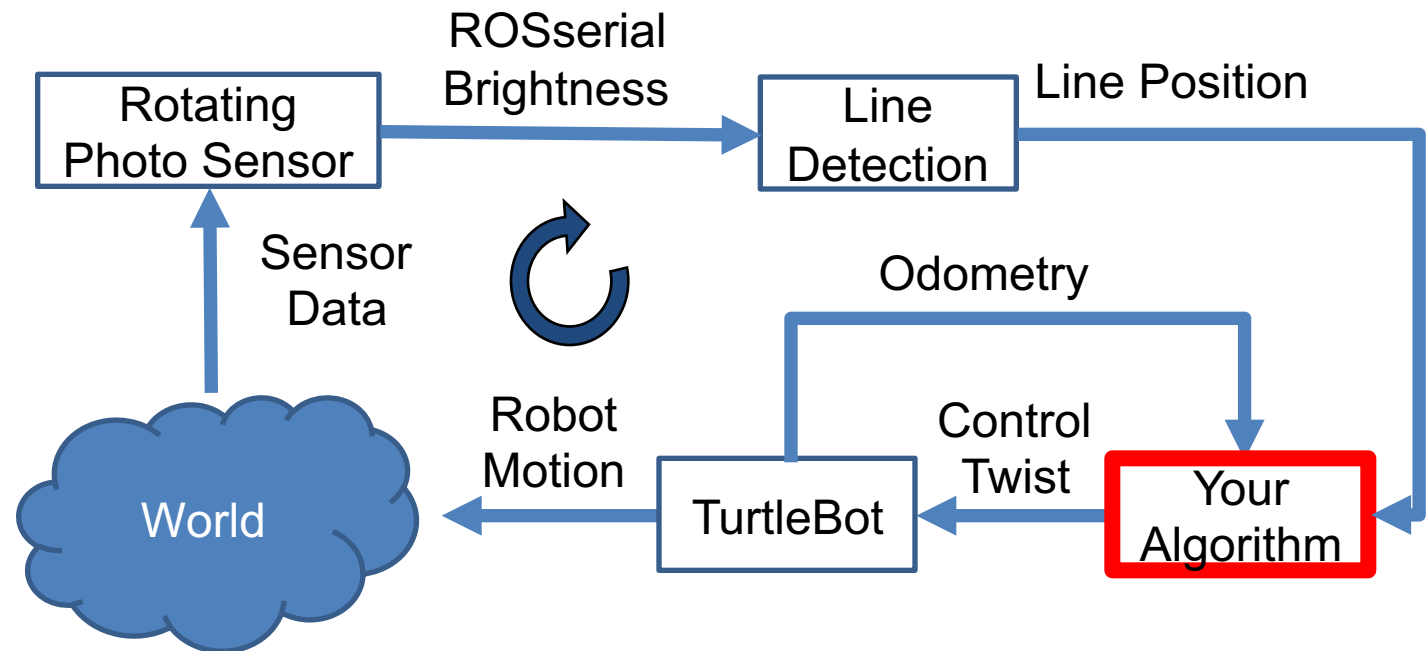 ROSserial
Brightness
Rotating
Photo Sensor
Line
Detection
Line Position
Sensor
Data
Odometry
Robot
Motion
Control
Twist
World
TurtleBot
Your
Algorithm